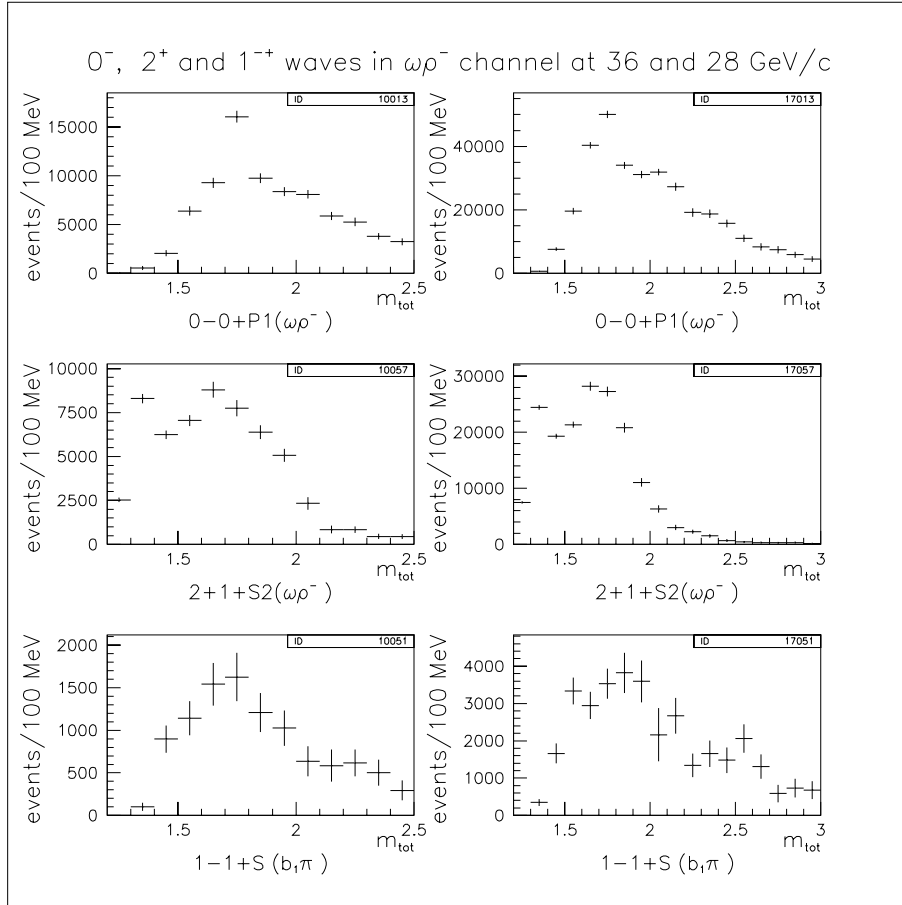 0⁻, 2⁺ and 1⁻⁺ waves in ωρ⁻ channel at 36 and 28 GeV/c
events/100 MeV
ID 10013
15000
10000
5000
0
1.5 2 2.5
m_tot
0−0+P1(ωρ⁻)
events/100 MeV
ID 17013
40000
20000
0
1.5 2 2.5 3
m_tot
0−0+P1(ωρ⁻)
events/100 MeV
ID 10057
10000
7500
5000
2500
0
1.5 2 2.5
m_tot
2+1+S2(ωρ⁻)
events/100 MeV
ID 17057
30000
20000
10000
0
1.5 2 2.5 3
m_tot
2+1+S2(ωρ⁻)
events/100 MeV
ID 10051
2000
1500
1000
500
0
1.5 2 2.5
m_tot
1−1+S (b₁π)
events/100 MeV
ID 17051
4000
3000
2000
1000
0
1.5 2 2.5 3
m_tot
1−1+S (b₁π)